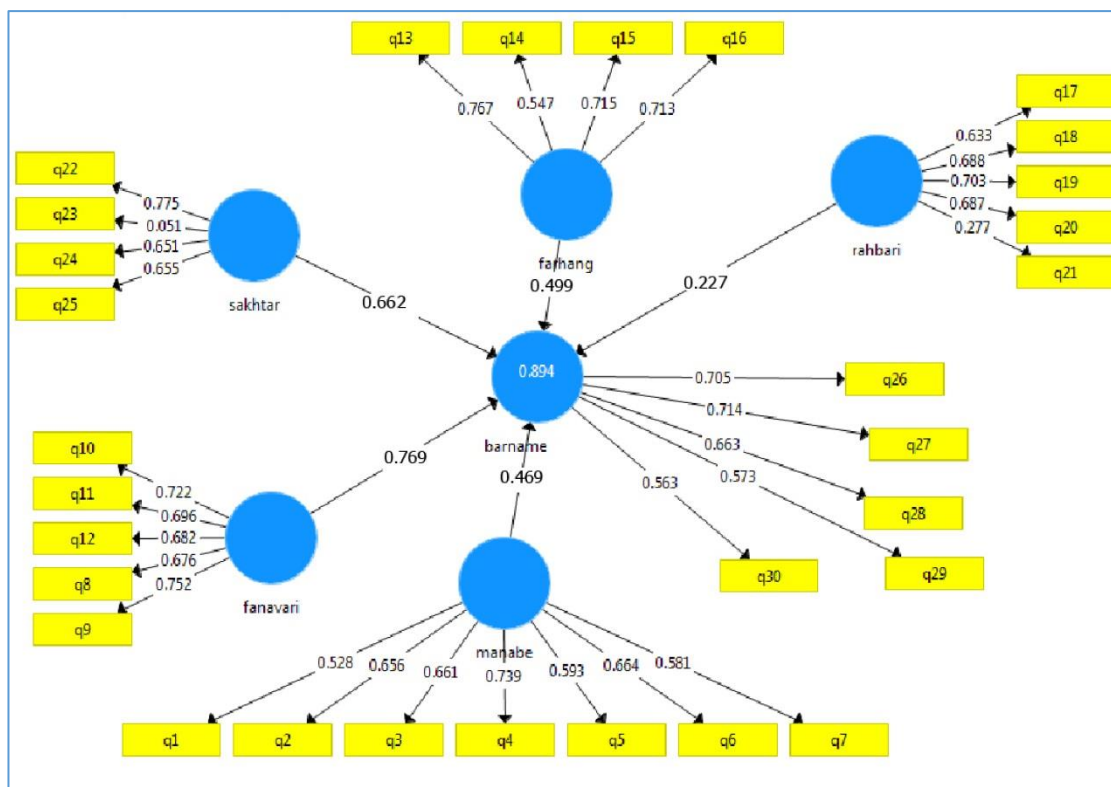 q13
q14
q15
q16
0.767
0.547
0.715
0.713
farhang
0.499
q17
q18
q19
q20
q21
0.633
0.688
0.703
0.687
0.277
rahbari
0.227
q22
q23
q24
q25
0.775
0.051
0.651
0.655
sakhtar
0.662
0.894
barname
0.705
0.714
0.663
0.573
0.563
q26
q27
q28
q29
q30
q10
q11
q12
q8
q9
0.722
0.696
0.682
0.676
0.752
fanavari
0.769
0.469
manabe
0.528
0.656
0.661
0.739
0.593
0.664
0.581
q1
q2
q3
q4
q5
q6
q7